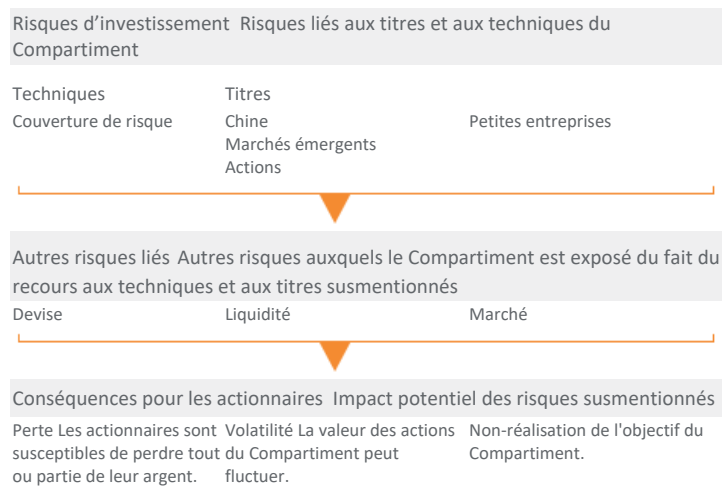 Risques d’investissement Risques liés aux titres et aux techniques du
Compartiment
Techniques Titres
Couverture de risque Chine Petites entreprises
Marchés émergents
Actions
Autres risques liés Autres risques auxquels le Compartiment est exposé du fait du
recours aux techniques et aux titres susmentionnés
Devise Liquidité Marché
Conséquences pour les actionnaires Impact potentiel des risques susmentionnés
Perte Les actionnaires sont Volatilité La valeur des actions Non-réalisation de l'objectif du
susceptibles de perdre tout du Compartiment peut Compartiment.
ou partie de leur argent. fluctuer.